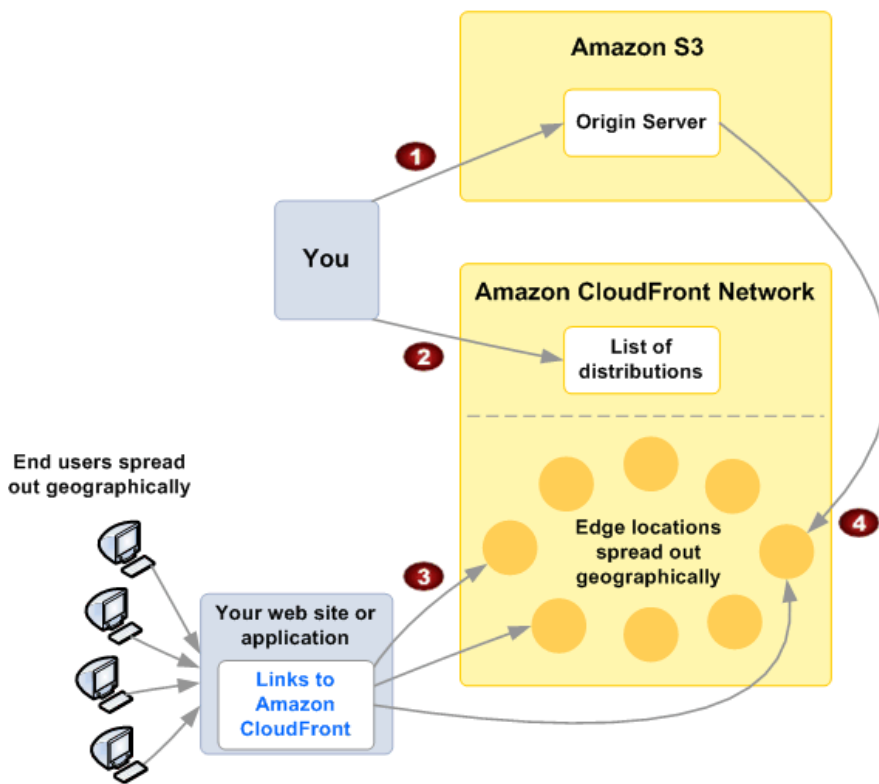 Amazon S3
Origin Server
1
You
Amazon CloudFront Network
2
List of
distributions
End users spread
out geographically
Edge locations
spread out
geographically
4
3
Your web site or
application
Links to
Amazon
CloudFront